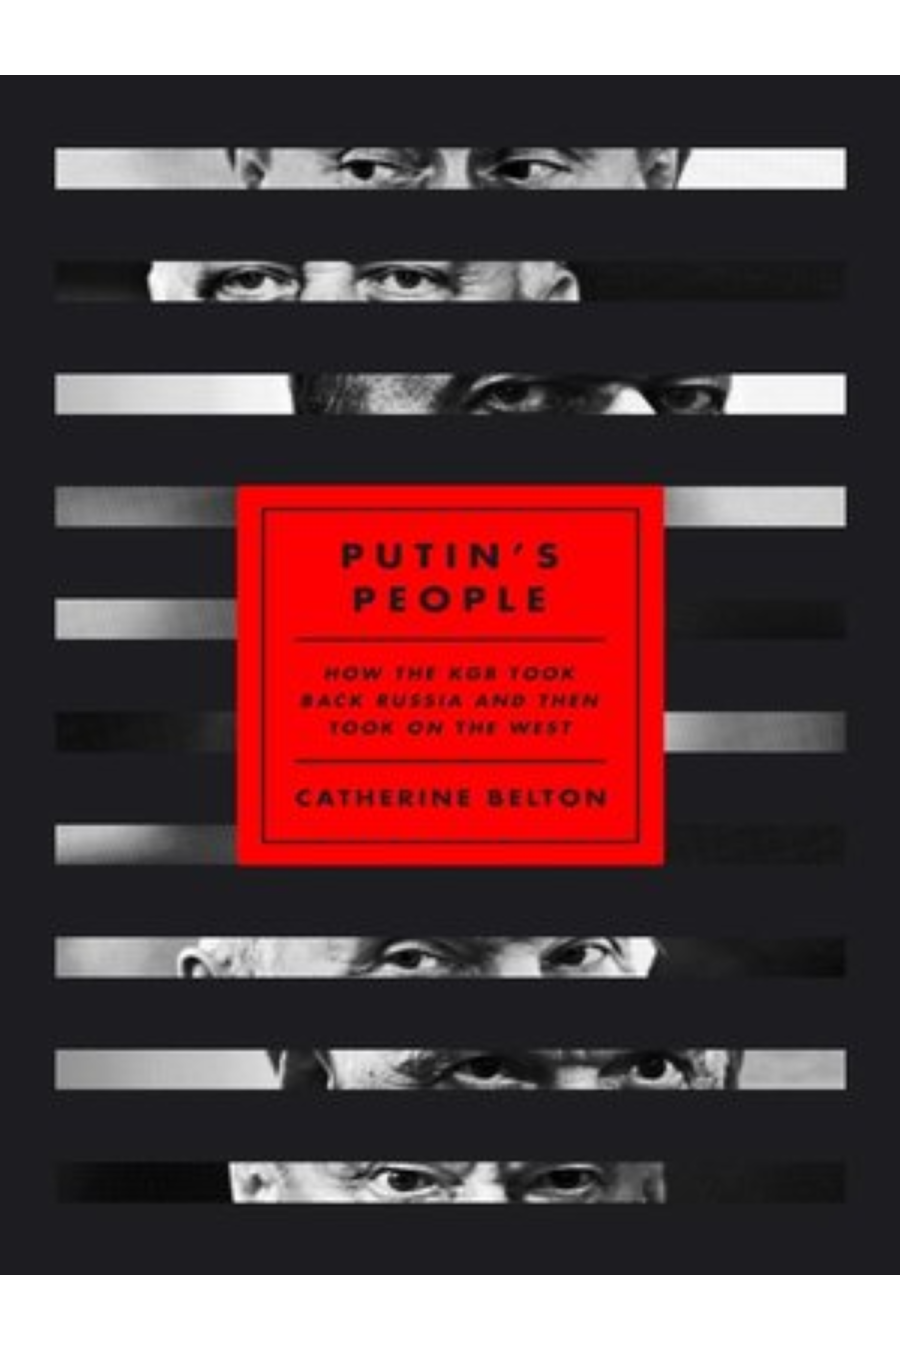 PUTIN'S
PEOPLE
HOW THE KGB TOOK
BACK RUSSIA AND THEN
TOOK ON THE WEST
CATHERINE BELTON